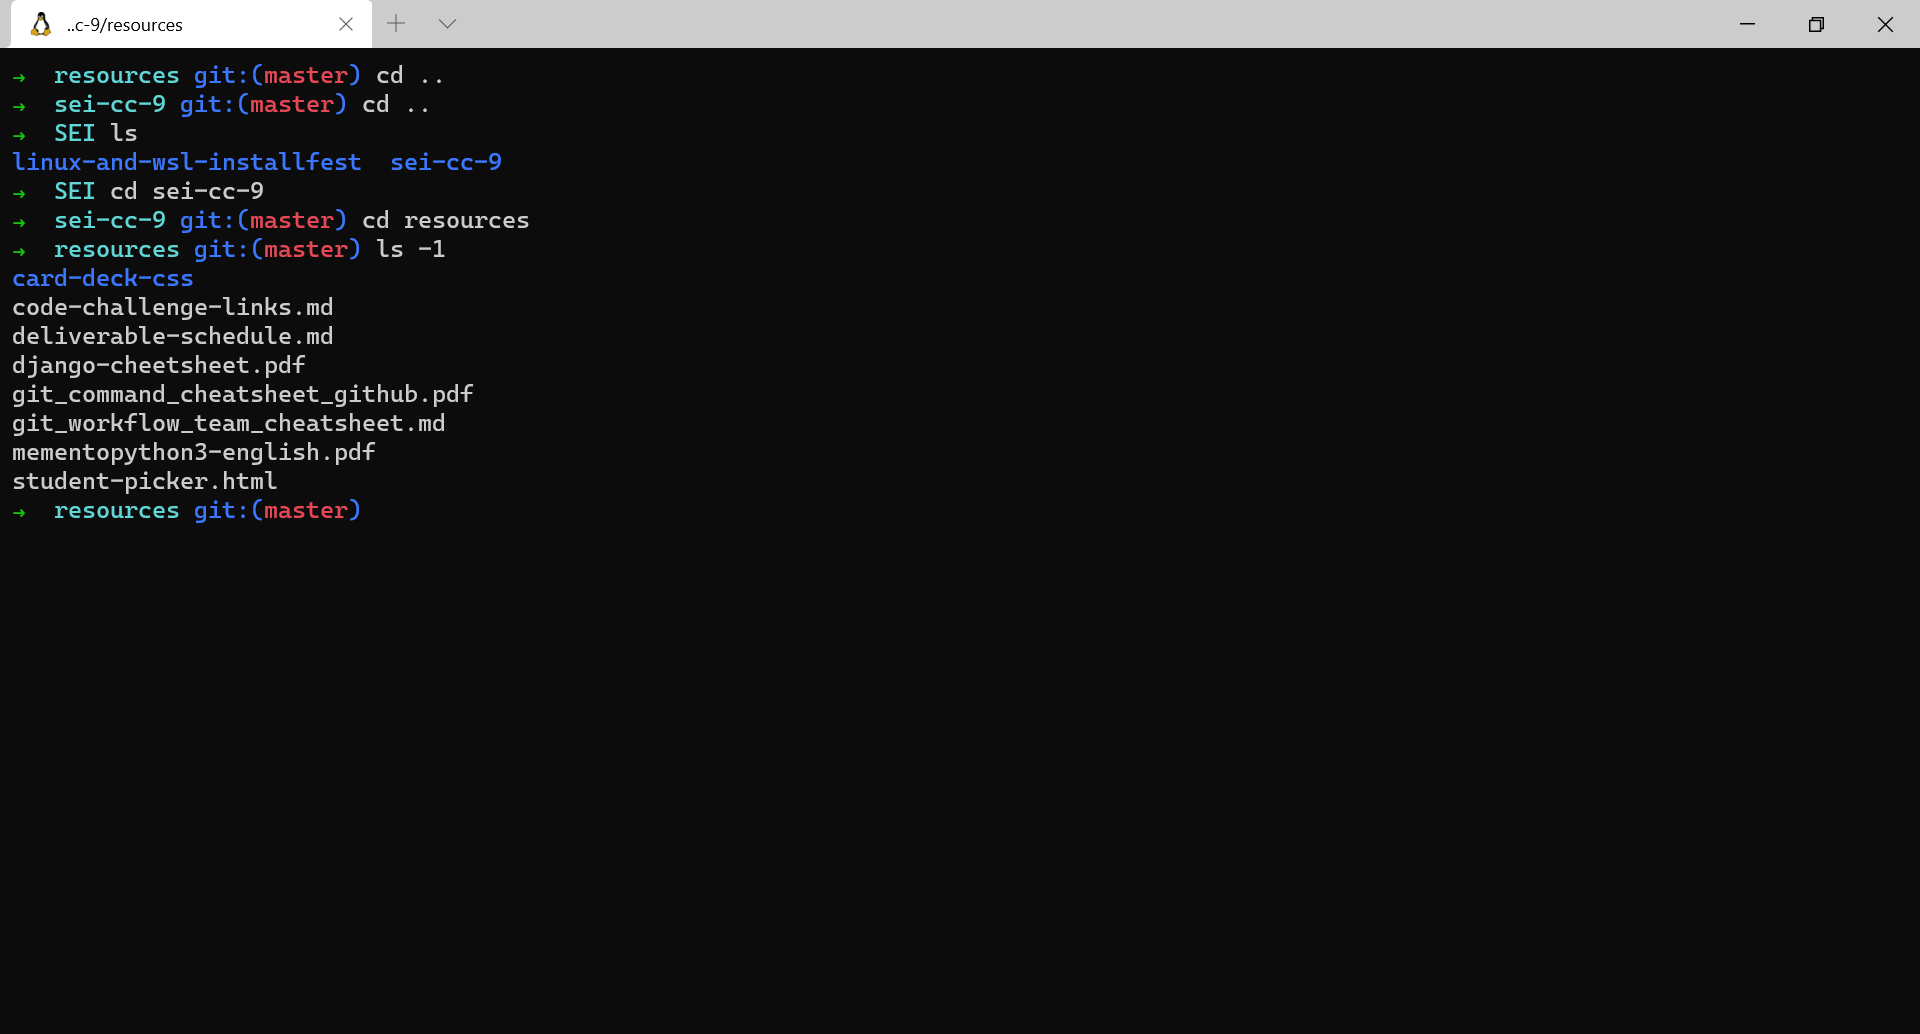 ..c-9/resources
→ resources git:(master) cd ..
→ sei-cc-9 git:(master) cd ..
→ SEI ls
linux-and-wsl-installfest  sei-cc-9
→ SEI cd sei-cc-9
→ sei-cc-9 git:(master) cd resources
→ resources git:(master) ls -1
card-deck-css
code-challenge-links.md
deliverable-schedule.md
django-cheetsheet.pdf
git_command_cheatsheet_github.pdf
git_workflow_team_cheatsheet.md
mementopython3-english.pdf
student-picker.html
→ resources git:(master)